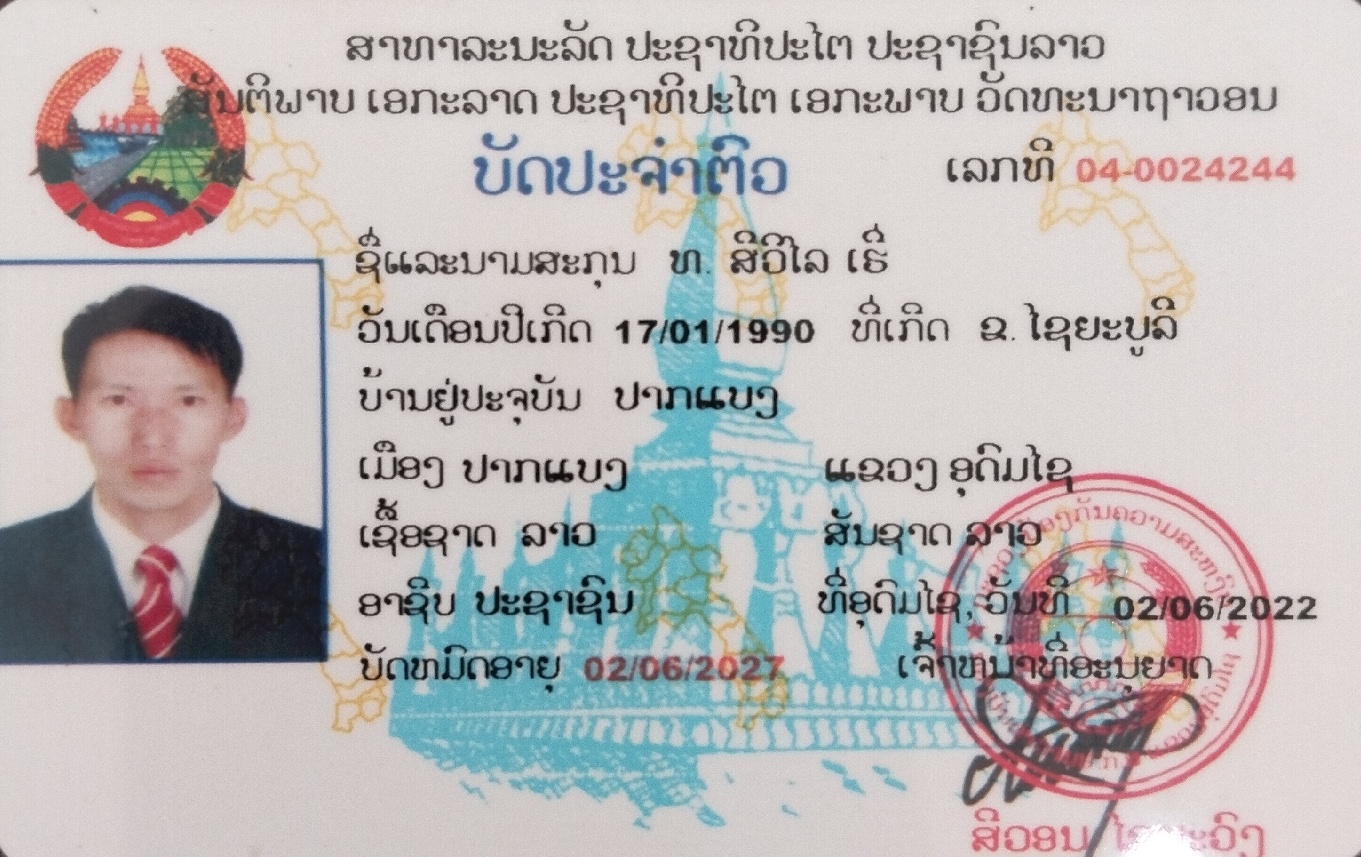 ສາທາລະນະລັດ ປະຊາທິປະໄຕ ປະຊາຊົນລາວ
ສັນຕິພາບ ເອກະລາດ ປະຊາທິປະໄຕ ເອກະພາບ ວັດທະນາຖາວອນ
ບັດປະຈຳຕົວ ເລກທີ 04-0024244
ຊື່ແລະນາມສະກຸນ ທ. ສີວິໄລ ເຮີ່
ວັນເດືອນປີເກີດ 17/01/1990 ທີ່ເກີດ ຂ. ໄຊຍະບູລີ
ບ້ານຢູ່ປະຈຸບັນ ປາກແບງ
ເມືອງ ປາກແບງ ແຂວງ ອຸດົມໄຊ
ເຊື້ອຊາດ ລາວ ສັນຊາດ ລາວ
ອາຊີບ ປະຊາຊົນ ທີ່ອຸດົມໄຊ, ວັນທີ 02/06/2022
ບັດຫມົດອາຍຸ 02/06/2027 ເຈົ້າຫນ້າທີ່ອະນຸຍາດ
ສີວອນ